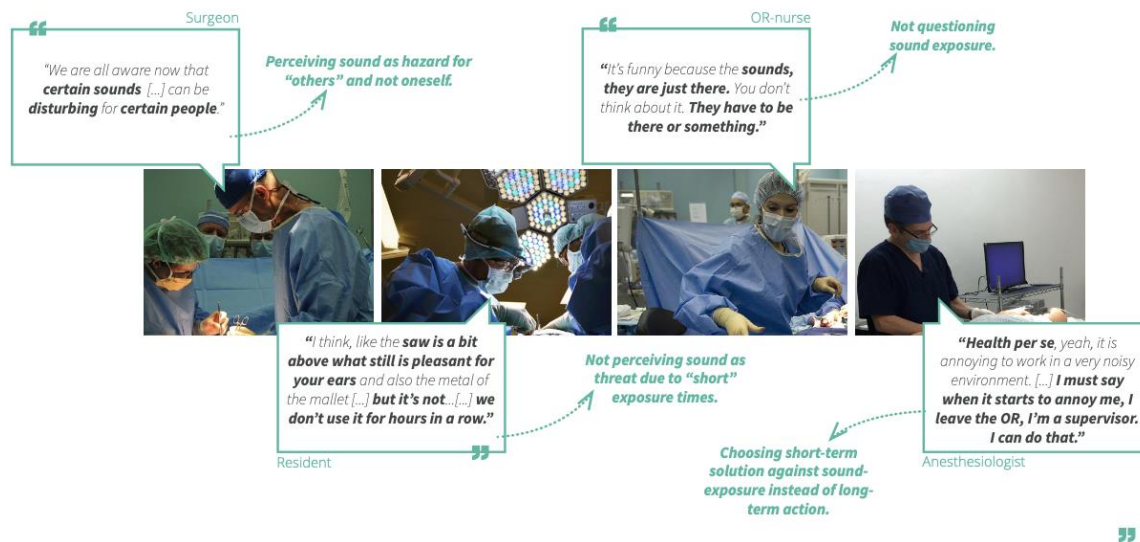 Surgeon
“We are all aware now that
certain sounds [...] can be
disturbing for certain people.”
Perceiving sound as hazard for
“others” and not oneself.
OR-nurse
“It’s funny because the sounds,
they are just there. You don’t
think about it. They have to be
there or something.”
Not questioning
sound exposure.
“I think, like the saw is a bit
above what still is pleasant for
your ears and also the metal of
the mallet [...] but it’s not...[...] we
don’t use it for hours in a row.”
Resident
Not perceiving sound as
threat due to “short”
exposure times.
“Health per se, yeah, it is
annoying to work in a very noisy
environment. [...] I must say
when it starts to annoy me, I
leave the OR, I’m a supervisor.
I can do that.”
Anesthesiologist
Choosing short-term
solution against sound-
exposure instead of long-
term action.